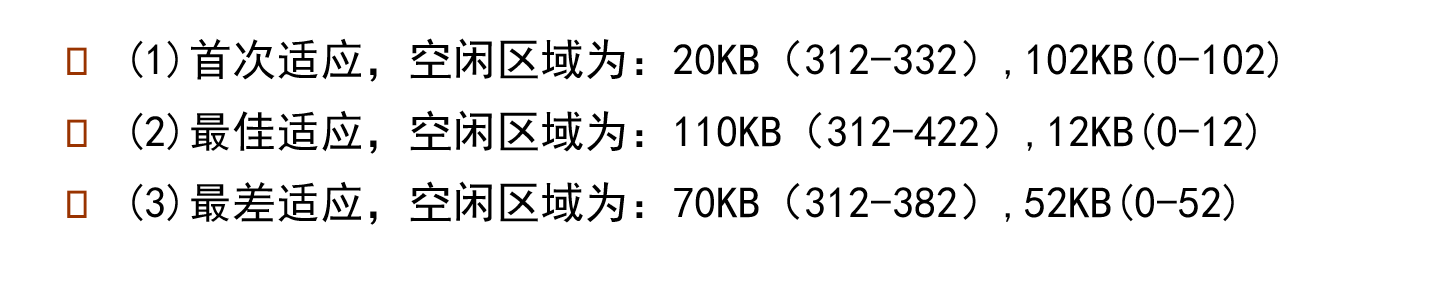 (1)首次适应，空闲区域为：20KB（312-332）,102KB(0-102)
(2)最佳适应，空闲区域为：110KB（312-422）,12KB(0-12)
(3)最差适应，空闲区域为：70KB（312-382）,52KB(0-52)